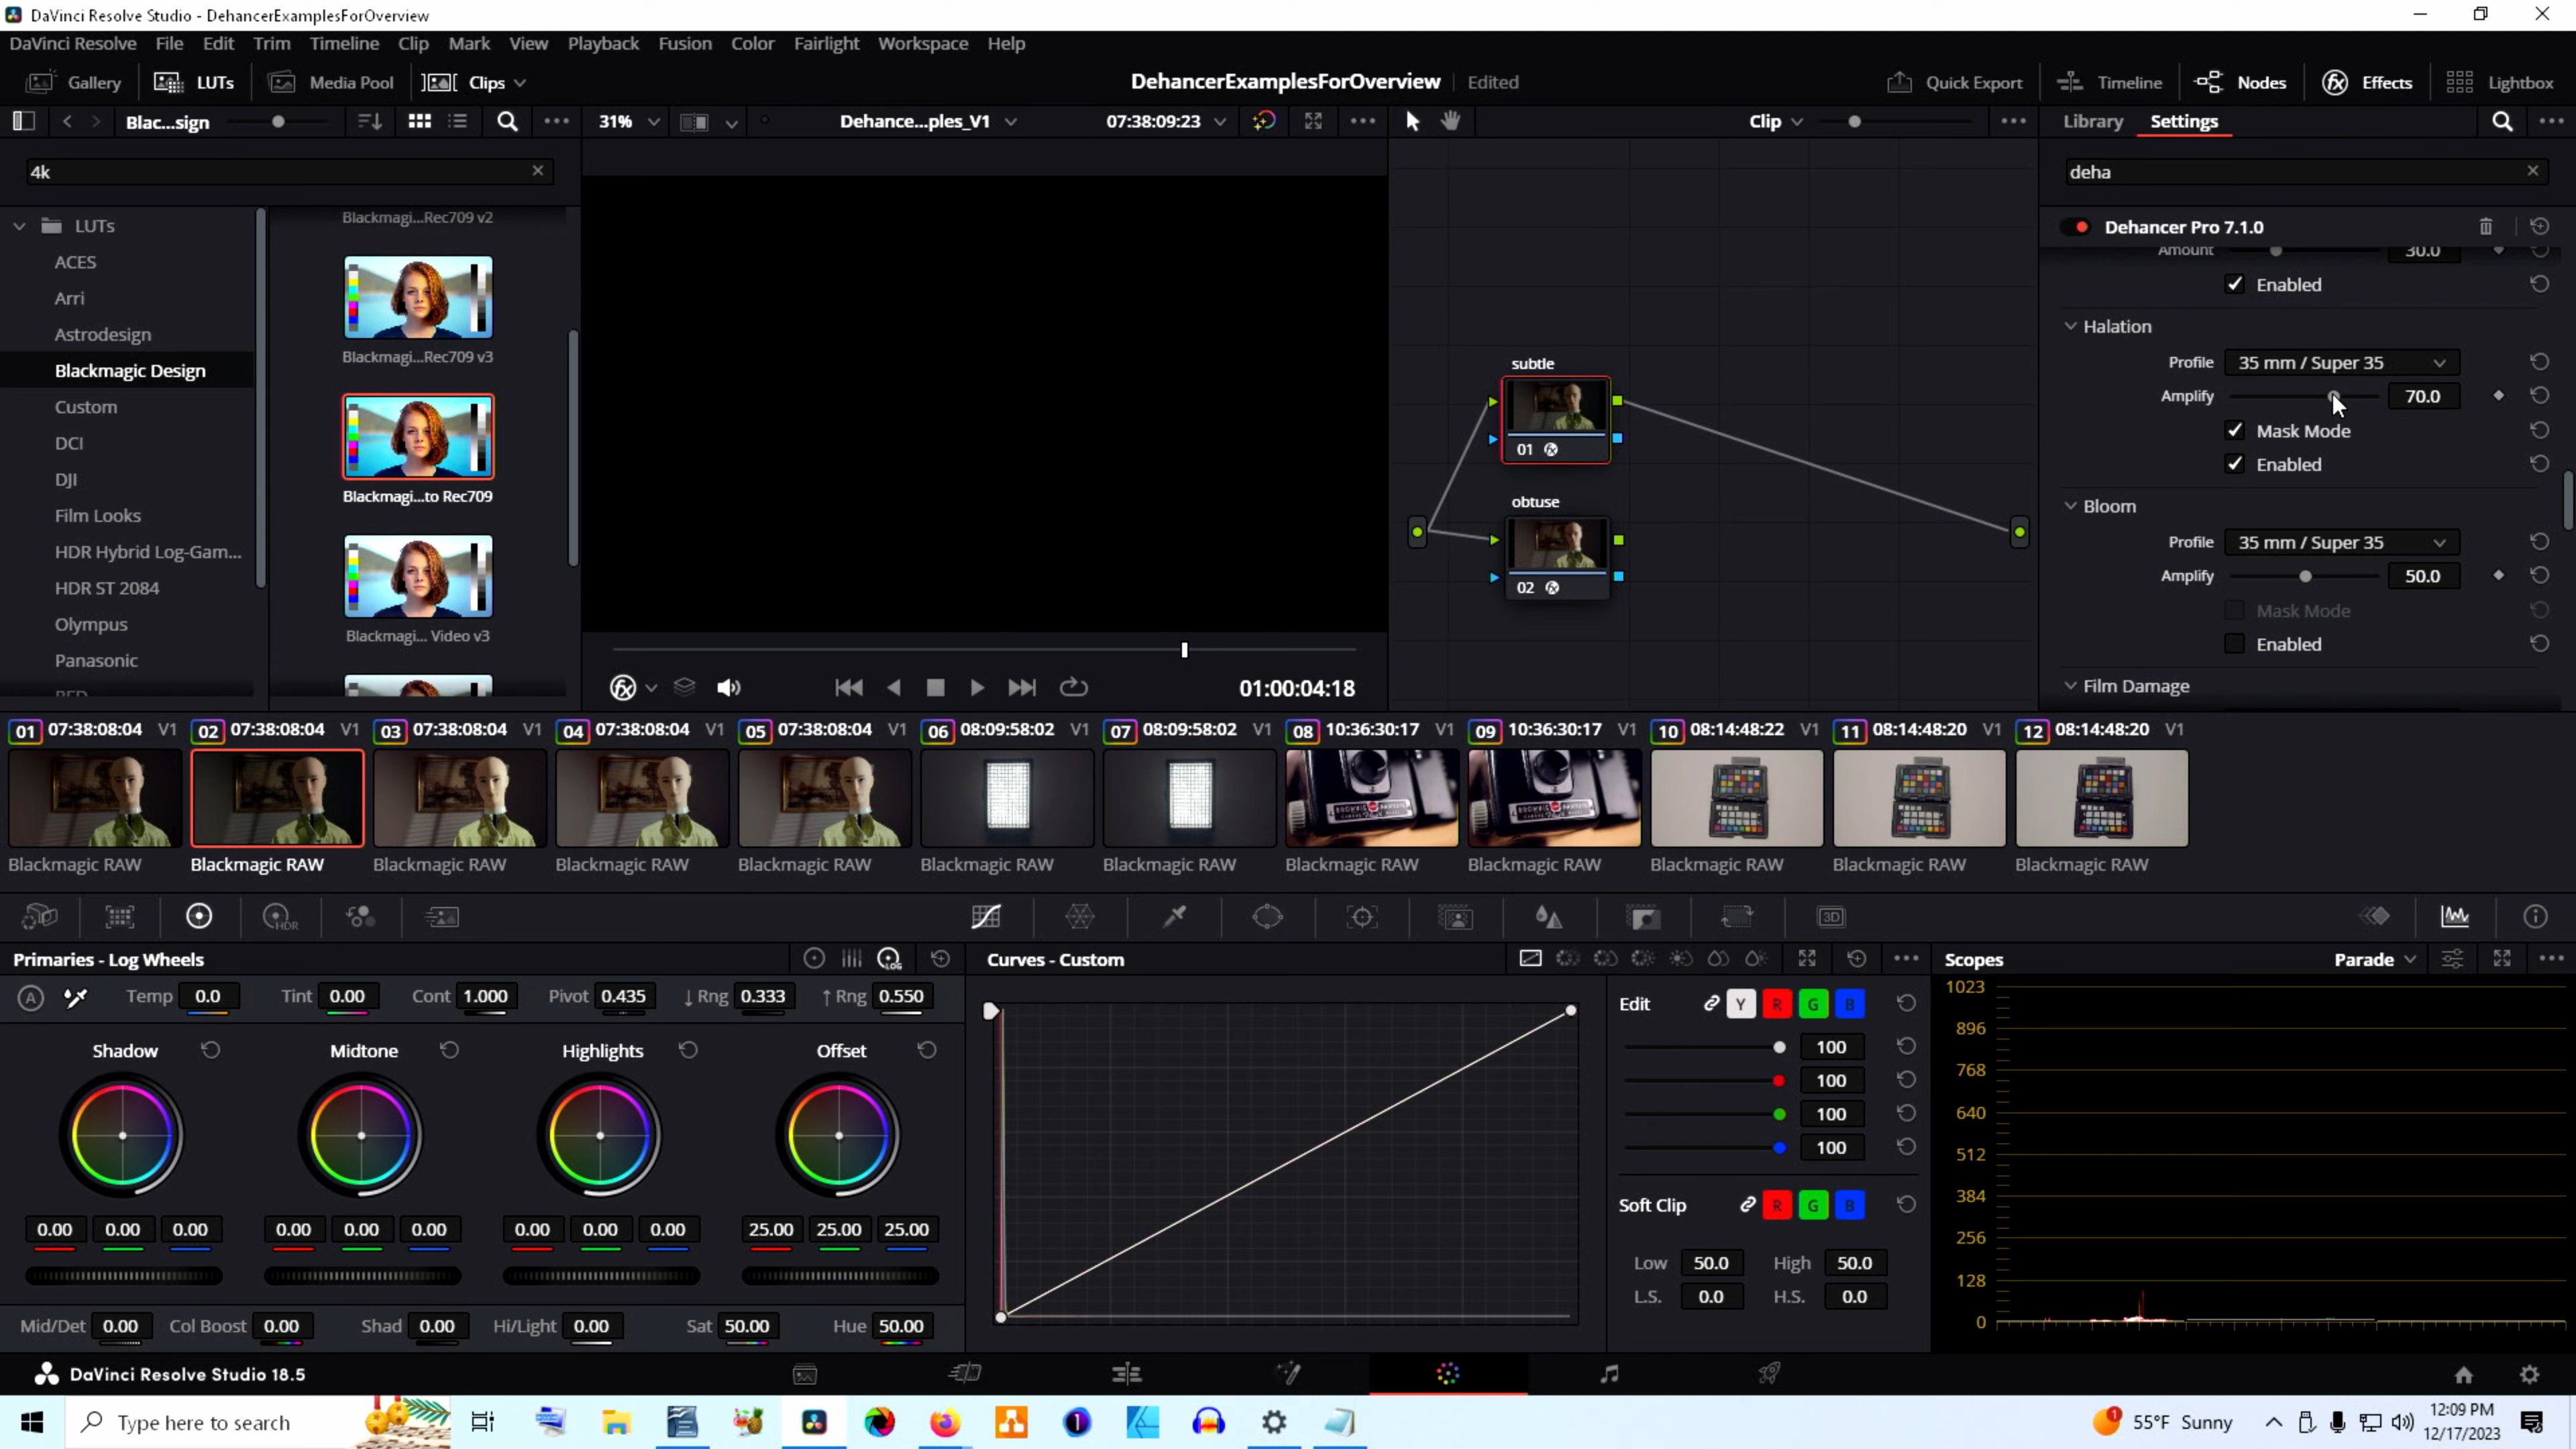 DaVinci Resolve Studio - DehancerExamplesForOverview
DaVinci Resolve File Edit Trim Timeline Clip Mark View Playback Fusion Color Fairlight Workspace Help
Gallery LUTs Media Pool Clips DehancerExamplesForOverview Edited Quick Export Timeline Nodes Effects Lightbox
Blac...sign 31% Dehance...ples_V1 07:38:09:23 Clip Library Settings
4k
deha
LUTs
ACES
Arri
Astrodesign
Blackmagic Design
Custom
DCI
DJI
Film Looks
HDR Hybrid Log-Gam...
HDR ST 2084
Olympus
Panasonic
Blackmagi...Rec709 v2
Blackmagi...Rec709 v3
Blackmagi...to Rec709
Blackmagi... Video v3
01:00:04:18
subtle
01
obtuse
02
Dehancer Pro 7.1.0
Amount 30.0
Enabled
Halation
Profile 35 mm / Super 35
Amplify 70.0
Mask Mode
Enabled
Bloom
Profile 35 mm / Super 35
Amplify 50.0
Mask Mode
Enabled
Film Damage
01 07:38:08:04 V1 02 07:38:08:04 V1 03 07:38:08:04 V1 04 07:38:08:04 V1 05 07:38:08:04 V1 06 08:09:58:02 V1 07 08:09:58:02 V1 08 10:36:30:17 V1 09 10:36:30:17 V1 10 08:14:48:22 V1 11 08:14:48:20 V1 12 08:14:48:20 V1
Blackmagic RAW Blackmagic RAW Blackmagic RAW Blackmagic RAW Blackmagic RAW Blackmagic RAW Blackmagic RAW Blackmagic RAW Blackmagic RAW Blackmagic RAW Blackmagic RAW Blackmagic RAW
HDR 3D
Primaries - Log Wheels LOG
A Temp 0.0 Tint 0.00 Cont 1.000 Pivot 0.435 ↓ Rng 0.333 ↑ Rng 0.550
Shadow Midtone Highlights Offset
0.00 0.00 0.00 0.00 0.00 0.00 0.00 0.00 0.00 25.00 25.00 25.00
Mid/Det 0.00 Col Boost 0.00 Shad 0.00 Hi/Light 0.00 Sat 50.00 Hue 50.00
Curves - Custom
Edit Y R G B
100
100
100
100
Soft Clip R G B
Low 50.0 High 50.0
L.S. 0.0 H.S. 0.0
Scopes Parade
1023
896
768
640
512
384
256
128
0
DaVinci Resolve Studio 18.5
Type here to search
55°F Sunny
12:09 PM
12/17/2023